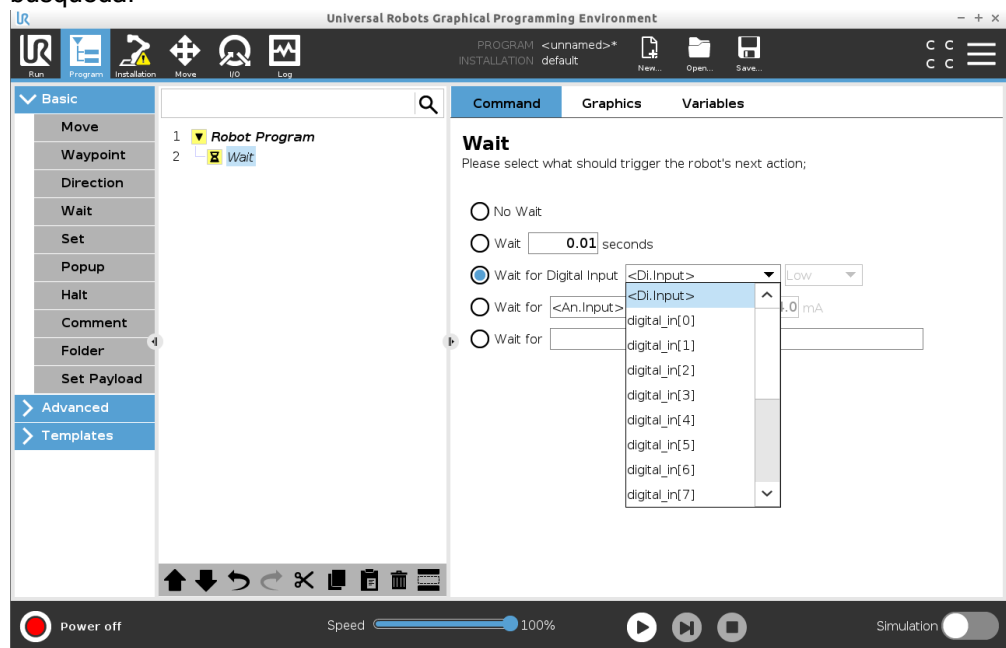 búsqueda.
Universal Robots Graphical Programming Environment
PROGRAM <unnamed>*
INSTALLATION default
Run Program Installation Move I/O Log New... Open... Save...
C C
C C
Basic
Move
Waypoint
Direction
Wait
Set
Popup
Halt
Comment
Folder
Set Payload
Advanced
Templates
1 Robot Program
2 Wait
Command Graphics Variables
Wait
Please select what should trigger the robot's next action;
No Wait
Wait 0.01 seconds
Wait for Digital Input <Di.Input> Low
Wait for <An.Input> .0 mA
Wait for
<Di.Input>
digital_in[0]
digital_in[1]
digital_in[2]
digital_in[3]
digital_in[4]
digital_in[5]
digital_in[6]
digital_in[7]
Power off
Speed 100%
Simulation